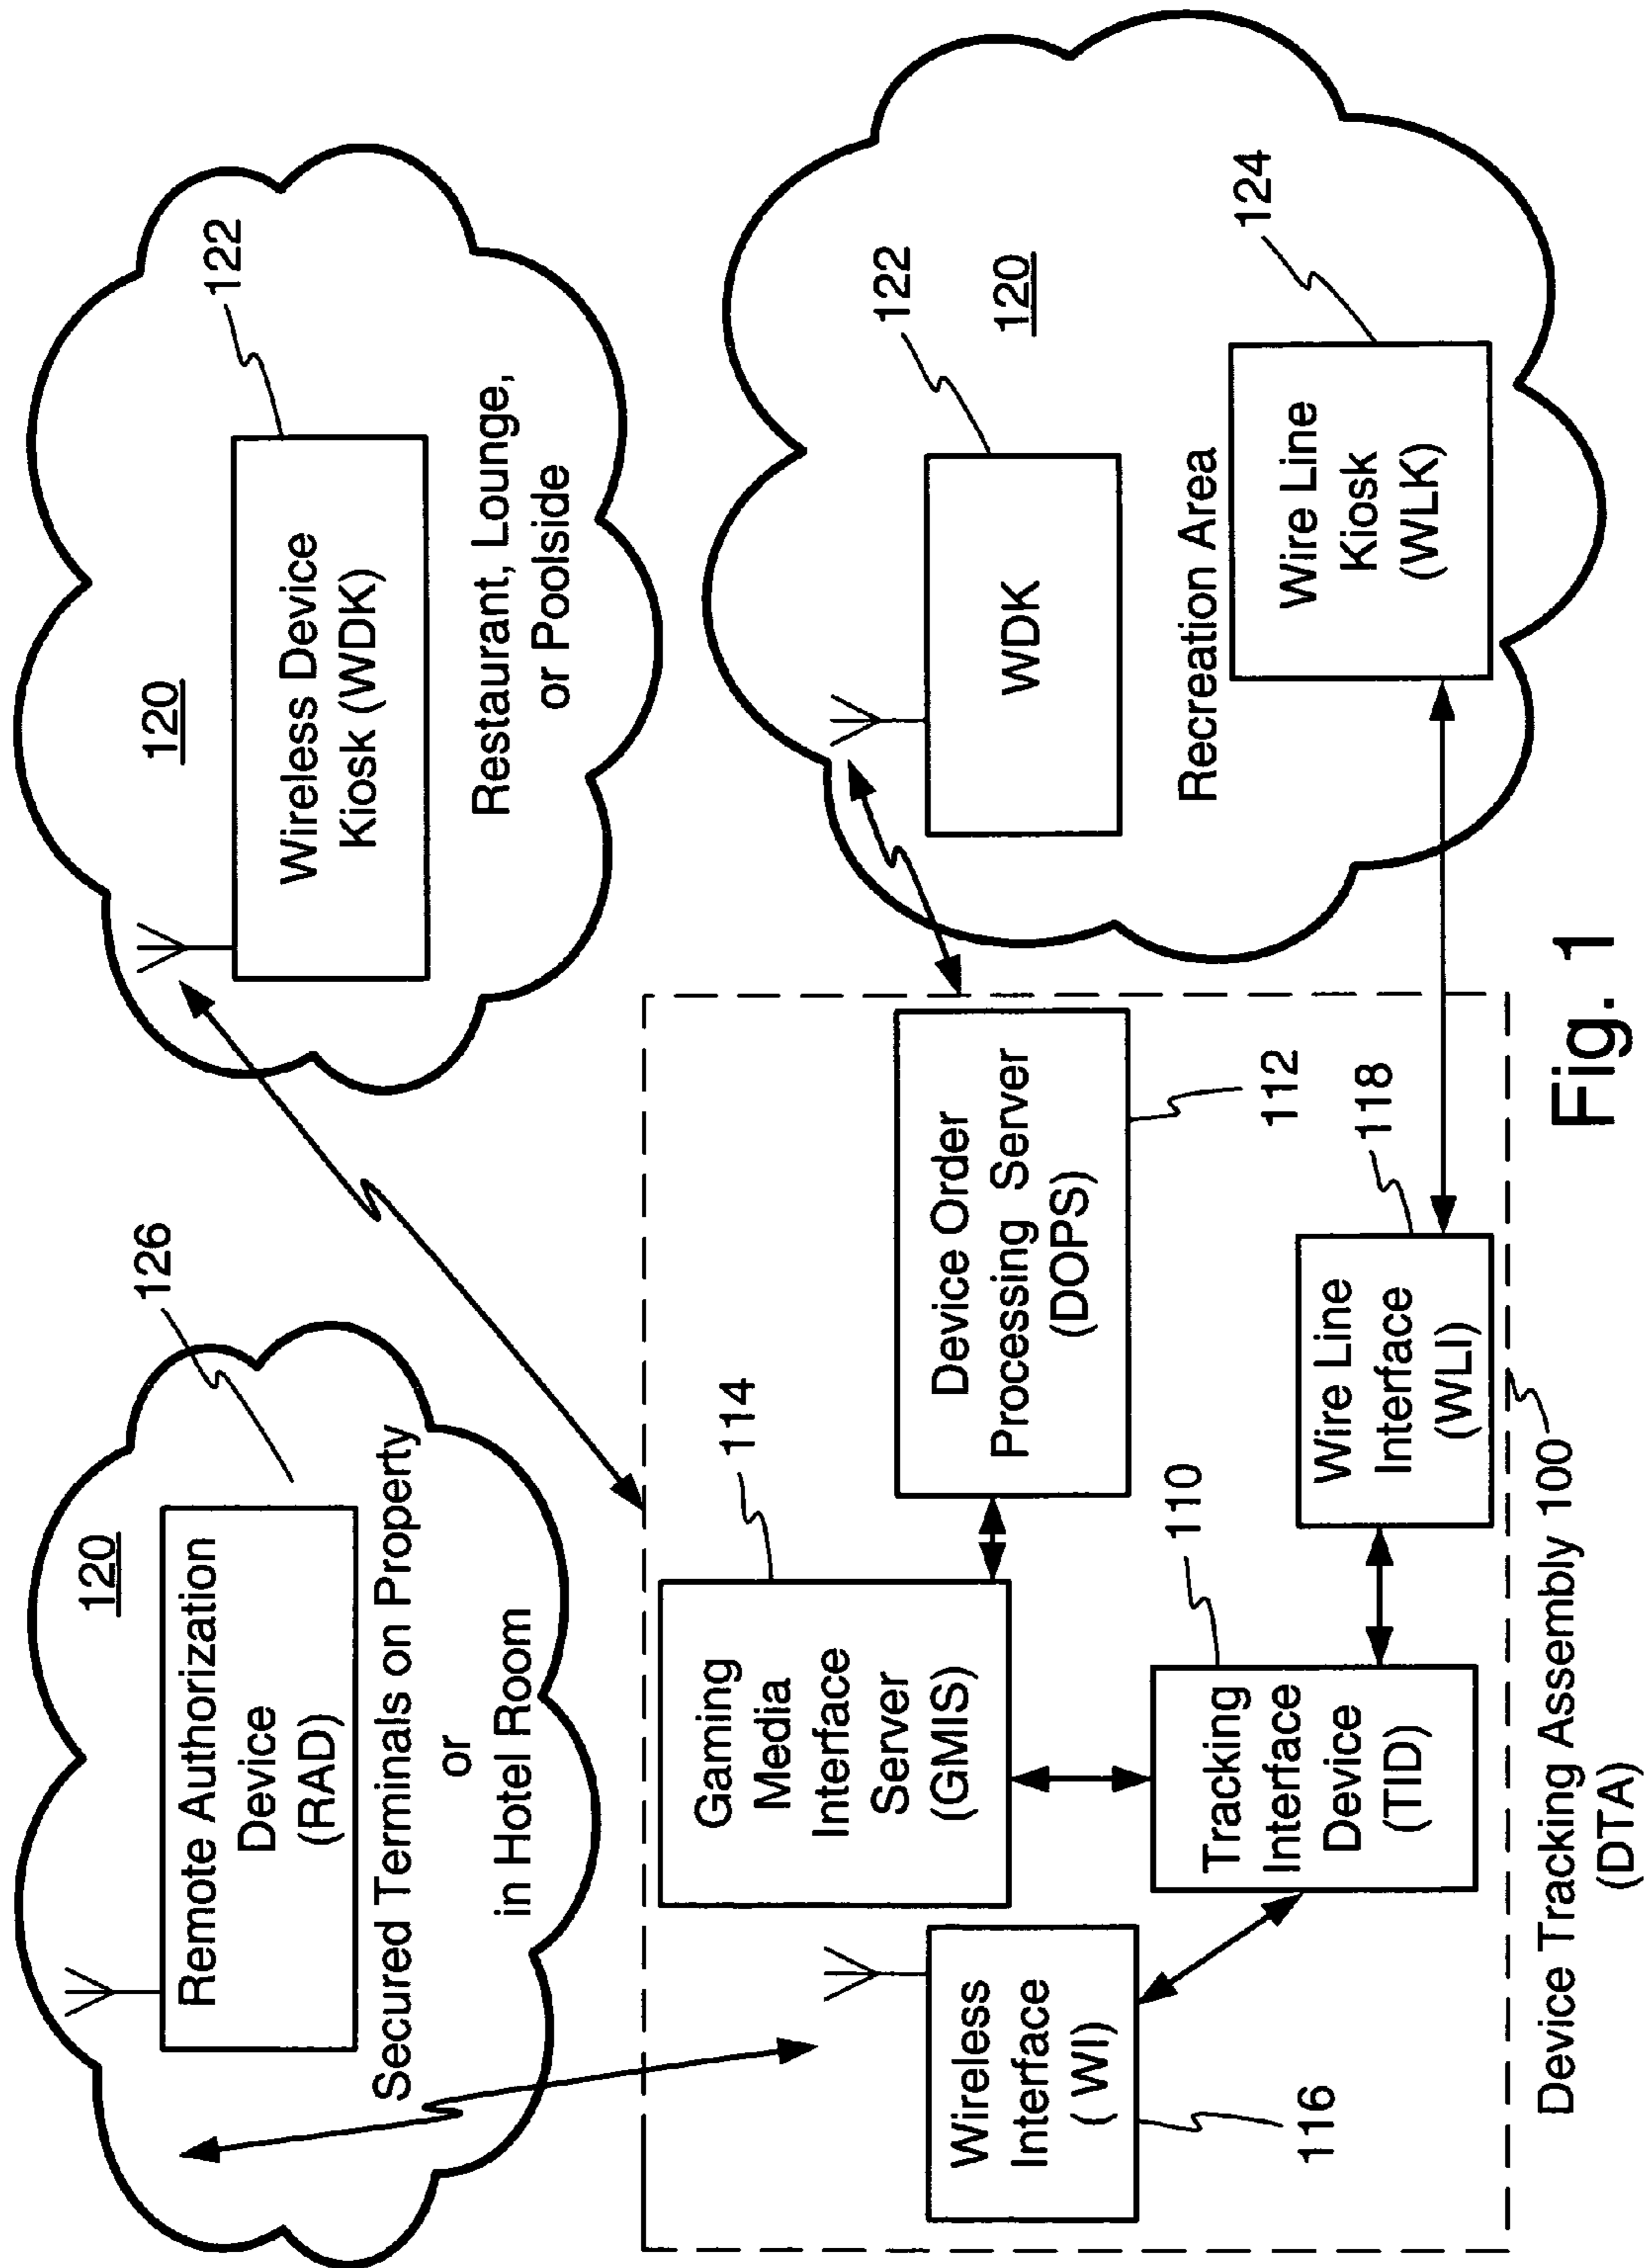 120
126
Remote Authorization
Device
(RAD)
Secured Terminals on Property
or
in Hotel Room
120
122
Wireless Device
Kiosk (WDK)
Restaurant, Lounge,
or Poolside
114
Gaming
Media
Interface
Server
(GMIS)
Device Order
Processing Server
(DOPS)
112
122
120
WDK
Recreation Area
124
Wire Line
Kiosk
(WLK)
Wireless
Interface
( WI)
116
110
Tracking
Interface
Device
(TID)
118
Wire Line
Interface
(WLI)
Device Tracking Assembly 100
(DTA)
Fig. 1